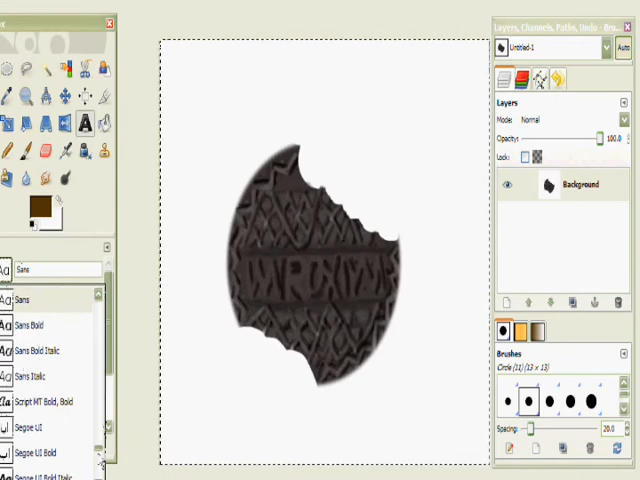 Layers, Channels, Paths, Undo - Bru...
Untitled-1
Auto
Layers
Mode:
Normal
Opacity:
100.0
Lock:
Background
Brushes
Circle (11) (13 × 13)
Spacing:
20.0
Sans
Sans
Sans Bold
Sans Bold Italic
Sans Italic
Script MT Bold, Bold
Segoe UI
Segoe UI Bold
Segoe UI Bold Italic